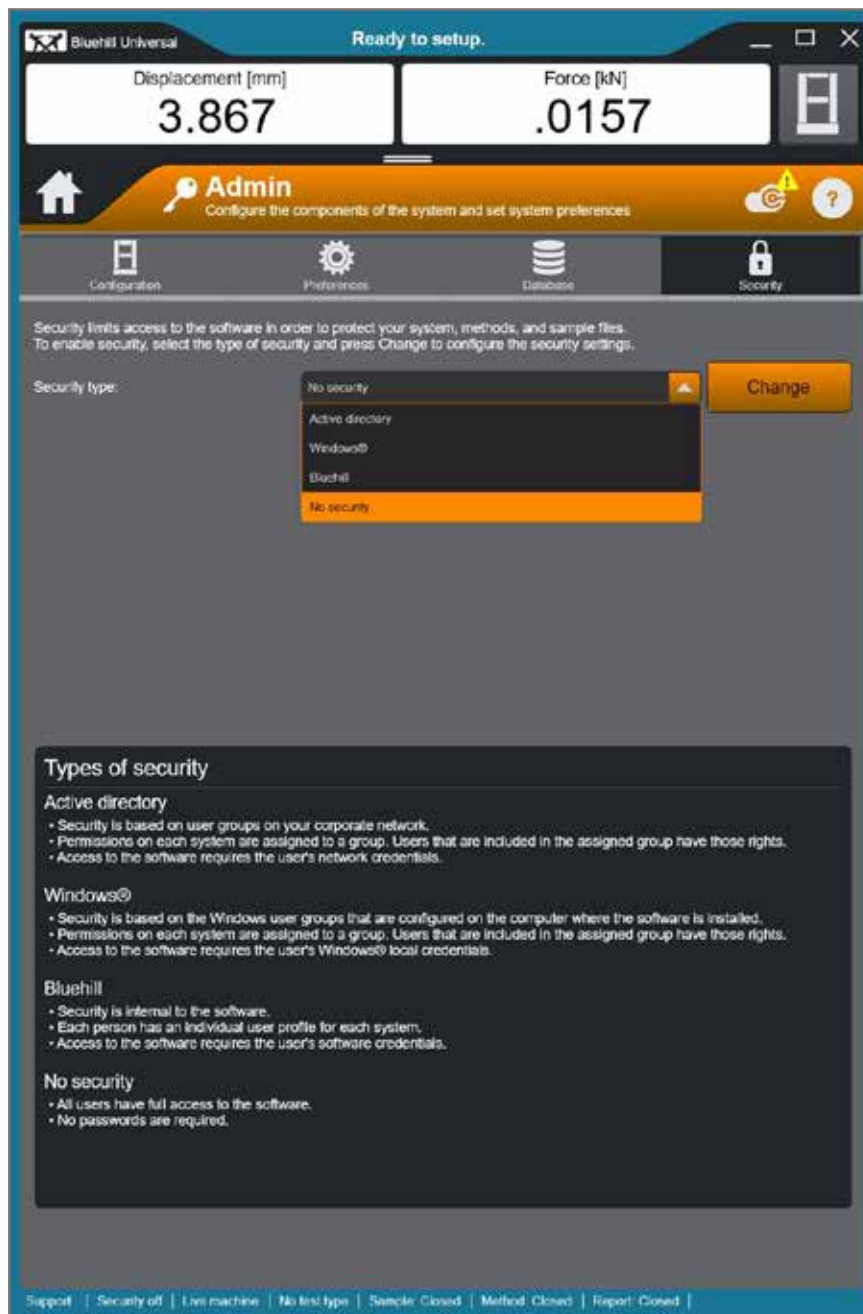 Bluehill Universal
Ready to setup.
Displacement [mm]
3.867
Force [kN]
.0157
Admin
Configure the components of the system and set system preferences
?
Configuration
Preferences
Database
Security
Security limits access to the software in order to protect your system, methods, and sample files.
To enable security, select the type of security and press Change to configure the security settings.
Security type:
No security
Change
Active directory
Windows®
Bluehill
No security
Types of security
Active directory
• Security is based on user groups on your corporate network.
• Permissions on each system are assigned to a group. Users that are included in the assigned group have those rights.
• Access to the software requires the user's network credentials.
Windows®
• Security is based on the Windows user groups that are configured on the computer where the software is installed.
• Permissions on each system are assigned to a group. Users that are included in the assigned group have those rights.
• Access to the software requires the user's Windows® local credentials.
Bluehill
• Security is internal to the software.
• Each person has an individual user profile for each system.
• Access to the software requires the user's software credentials.
No security
• All users have full access to the software.
• No passwords are required.
Support | Security off | Live machine | No test type | Sample: Closed | Method: Closed | Report: Closed |